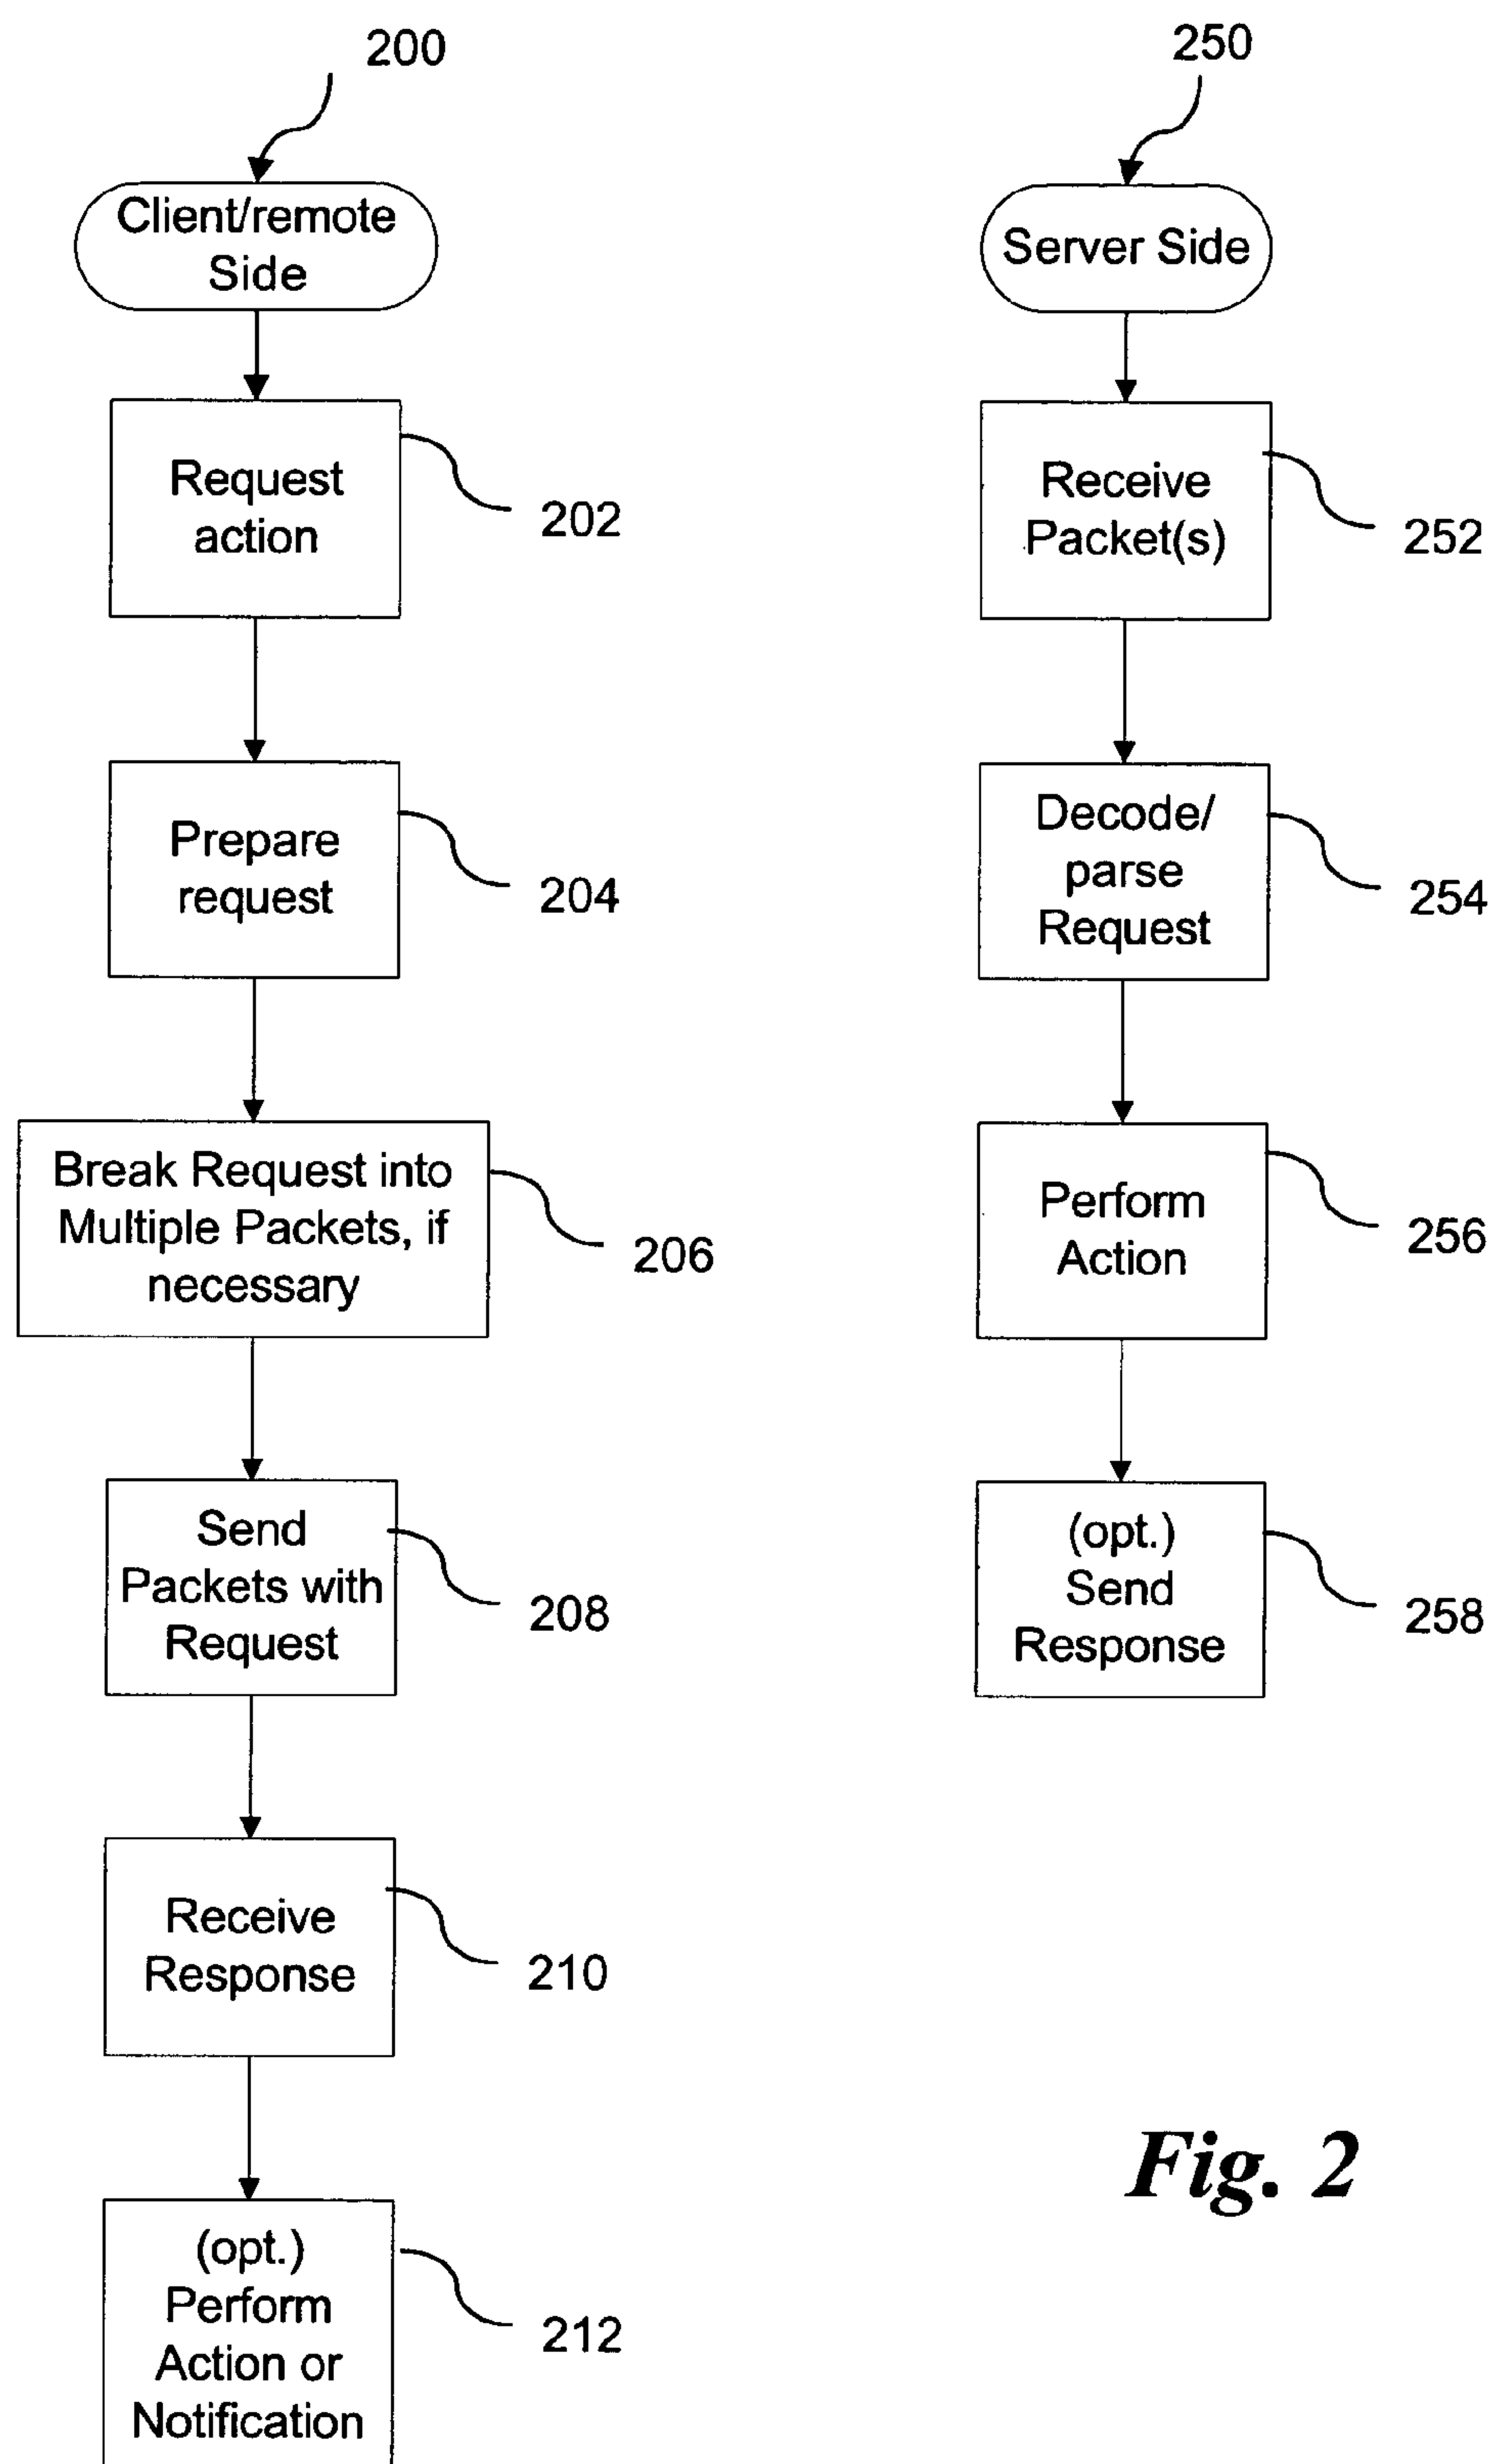 200
Client/remote
Side
Request
action
202
Prepare
request
204
Break Request into
Multiple Packets, if
necessary
206
Send
Packets with
Request
208
Receive
Response
210
(opt.)
Perform
Action or
Notification
212
250
Server Side
Receive
Packet(s)
252
Decode/
parse
Request
254
Perform
Action
256
(opt.)
Send
Response
258
Fig. 2